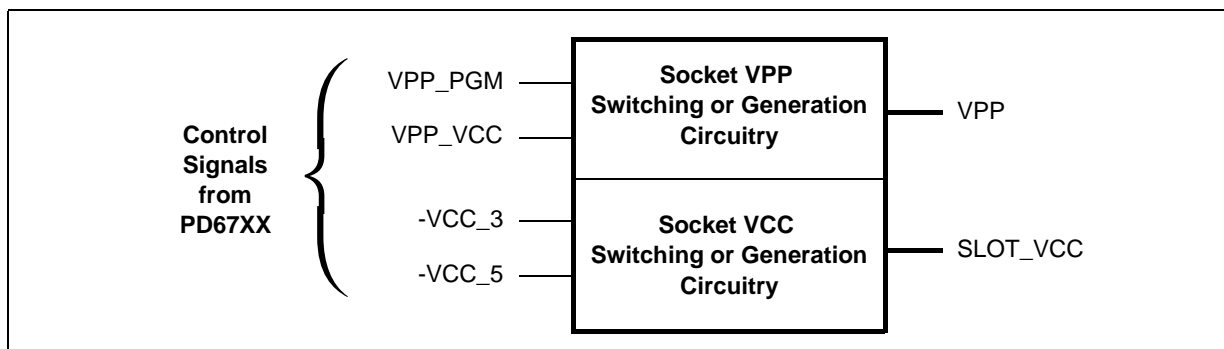 Control
Signals
from
PD67XX
VPP_PGM
VPP_VCC
-VCC_3
-VCC_5
Socket VPP
Switching or Generation
Circuitry
Socket VCC
Switching or Generation
Circuitry
VPP
SLOT_VCC